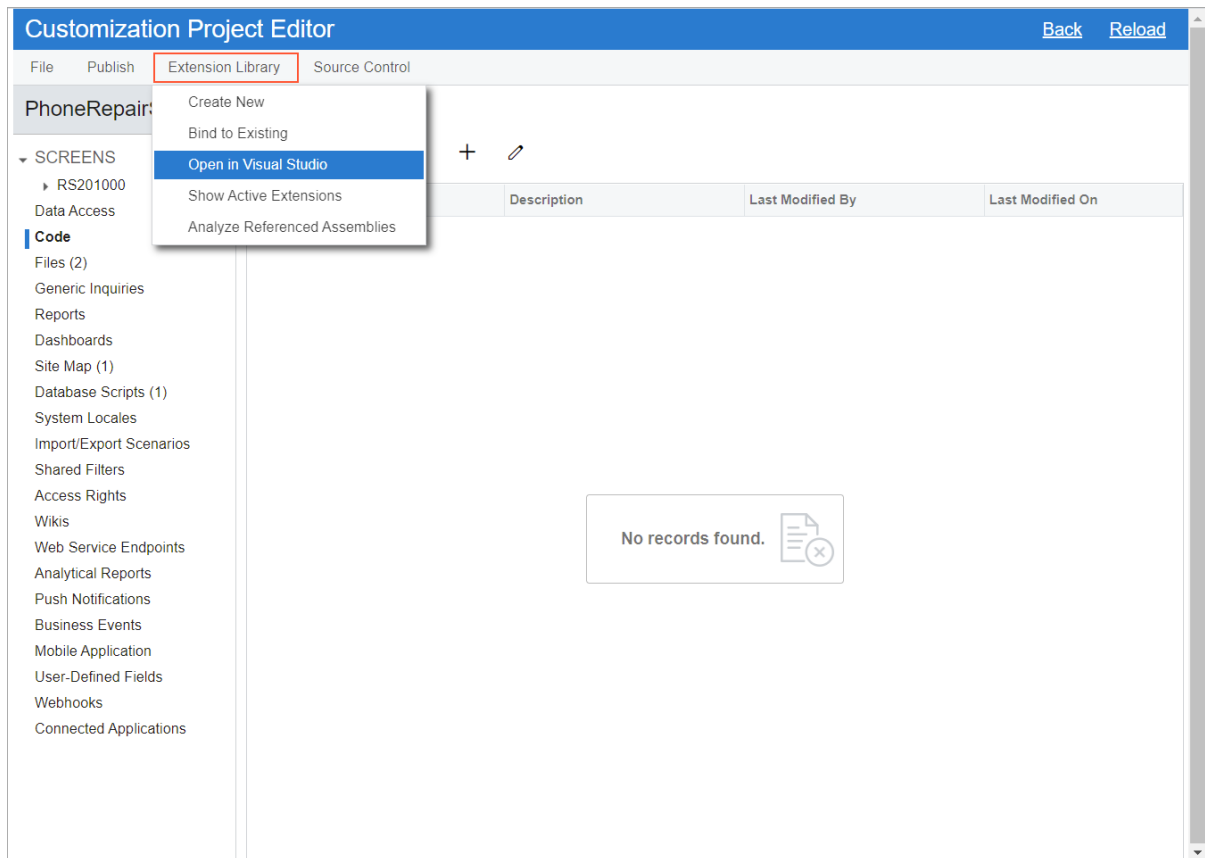 Customization Project Editor Back Reload
File Publish Extension Library Source Control
PhoneRepair
Create New
Bind to Existing
Open in Visual Studio
Show Active Extensions
Analyze Referenced Assemblies
SCREENS
RS201000
Data Access
Code
Files (2)
Generic Inquiries
Reports
Dashboards
Site Map (1)
Database Scripts (1)
System Locales
Import/Export Scenarios
Shared Filters
Access Rights
Wikis
Web Service Endpoints
Analytical Reports
Push Notifications
Business Events
Mobile Application
User-Defined Fields
Webhooks
Connected Applications
Description Last Modified By Last Modified On
No records found.